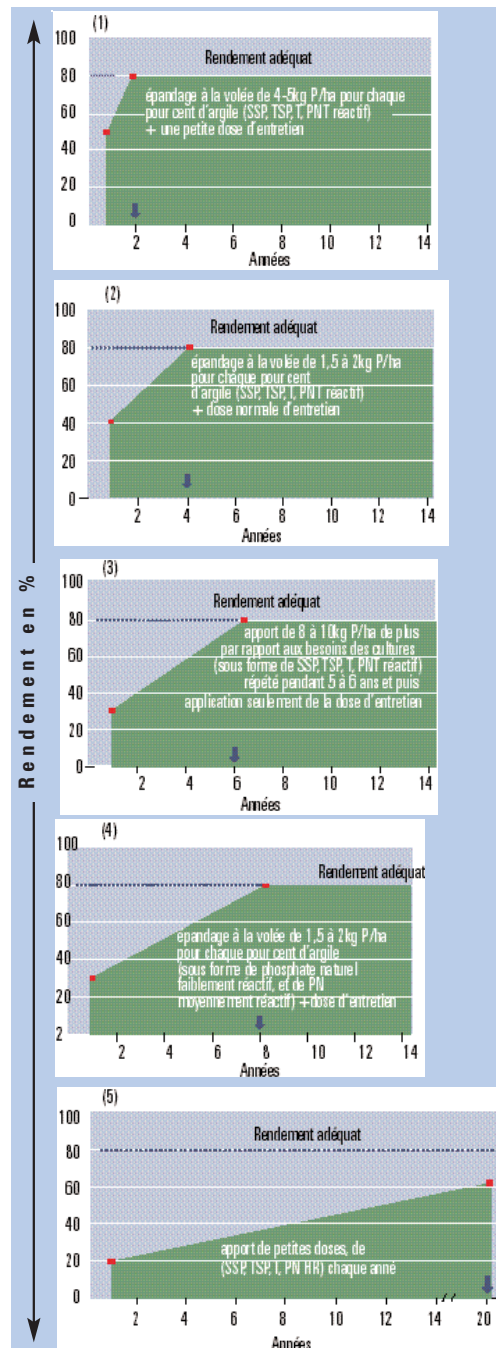 Rendement en %
(1)
100
80
60
40
20
0
Rendement adéquat
épandage à la volée de 4-5kg P/ha pour chaque
pour cent d'argile (SSP, TSP, T, PNT réactif)
+ une petite dose d'entretien
2 4 6 8 10 12 14
Années
(2)
100
80
60
40
20
0
Rendement adéquat
épandage à la volée de 1,5 à 2kg P/ha
pour chaque pour cent
d'argile (SSP, TSP, T, PNT réactif)
+ dose normale d'entretien
2 4 6 8 10 12 14
Années
(3)
100
80
60
40
20
0
Rendement adéquat
apport de 8 à 10kg P/ha de plus
par rapport aux besoins des cultures
(sous forme de SSP, TSP, T, PNT réactif)
répété pendant 5 à 6 ans et puis
application seulement de la dose d'entretien
2 4 6 8 10 12 14
Années
(4)
100
80
60
40
20
2
Rendement adéquat
epandage à la volée de 1,5 à 2kg P/ha
pour chaque pour cent d'argile
(sous forme de phosphate naturel
faiblement réactif, et de PN
moyennement réactif) +dose d'entretien
2 4 6 8 10 12 14
Années
(5)
100
80
60
40
20
0
Rendement adéquat
apport de petites doses, de
(SSP, TSP, T, PN HR) chaque anné
2 4 6 8 10 12 14 20
Années